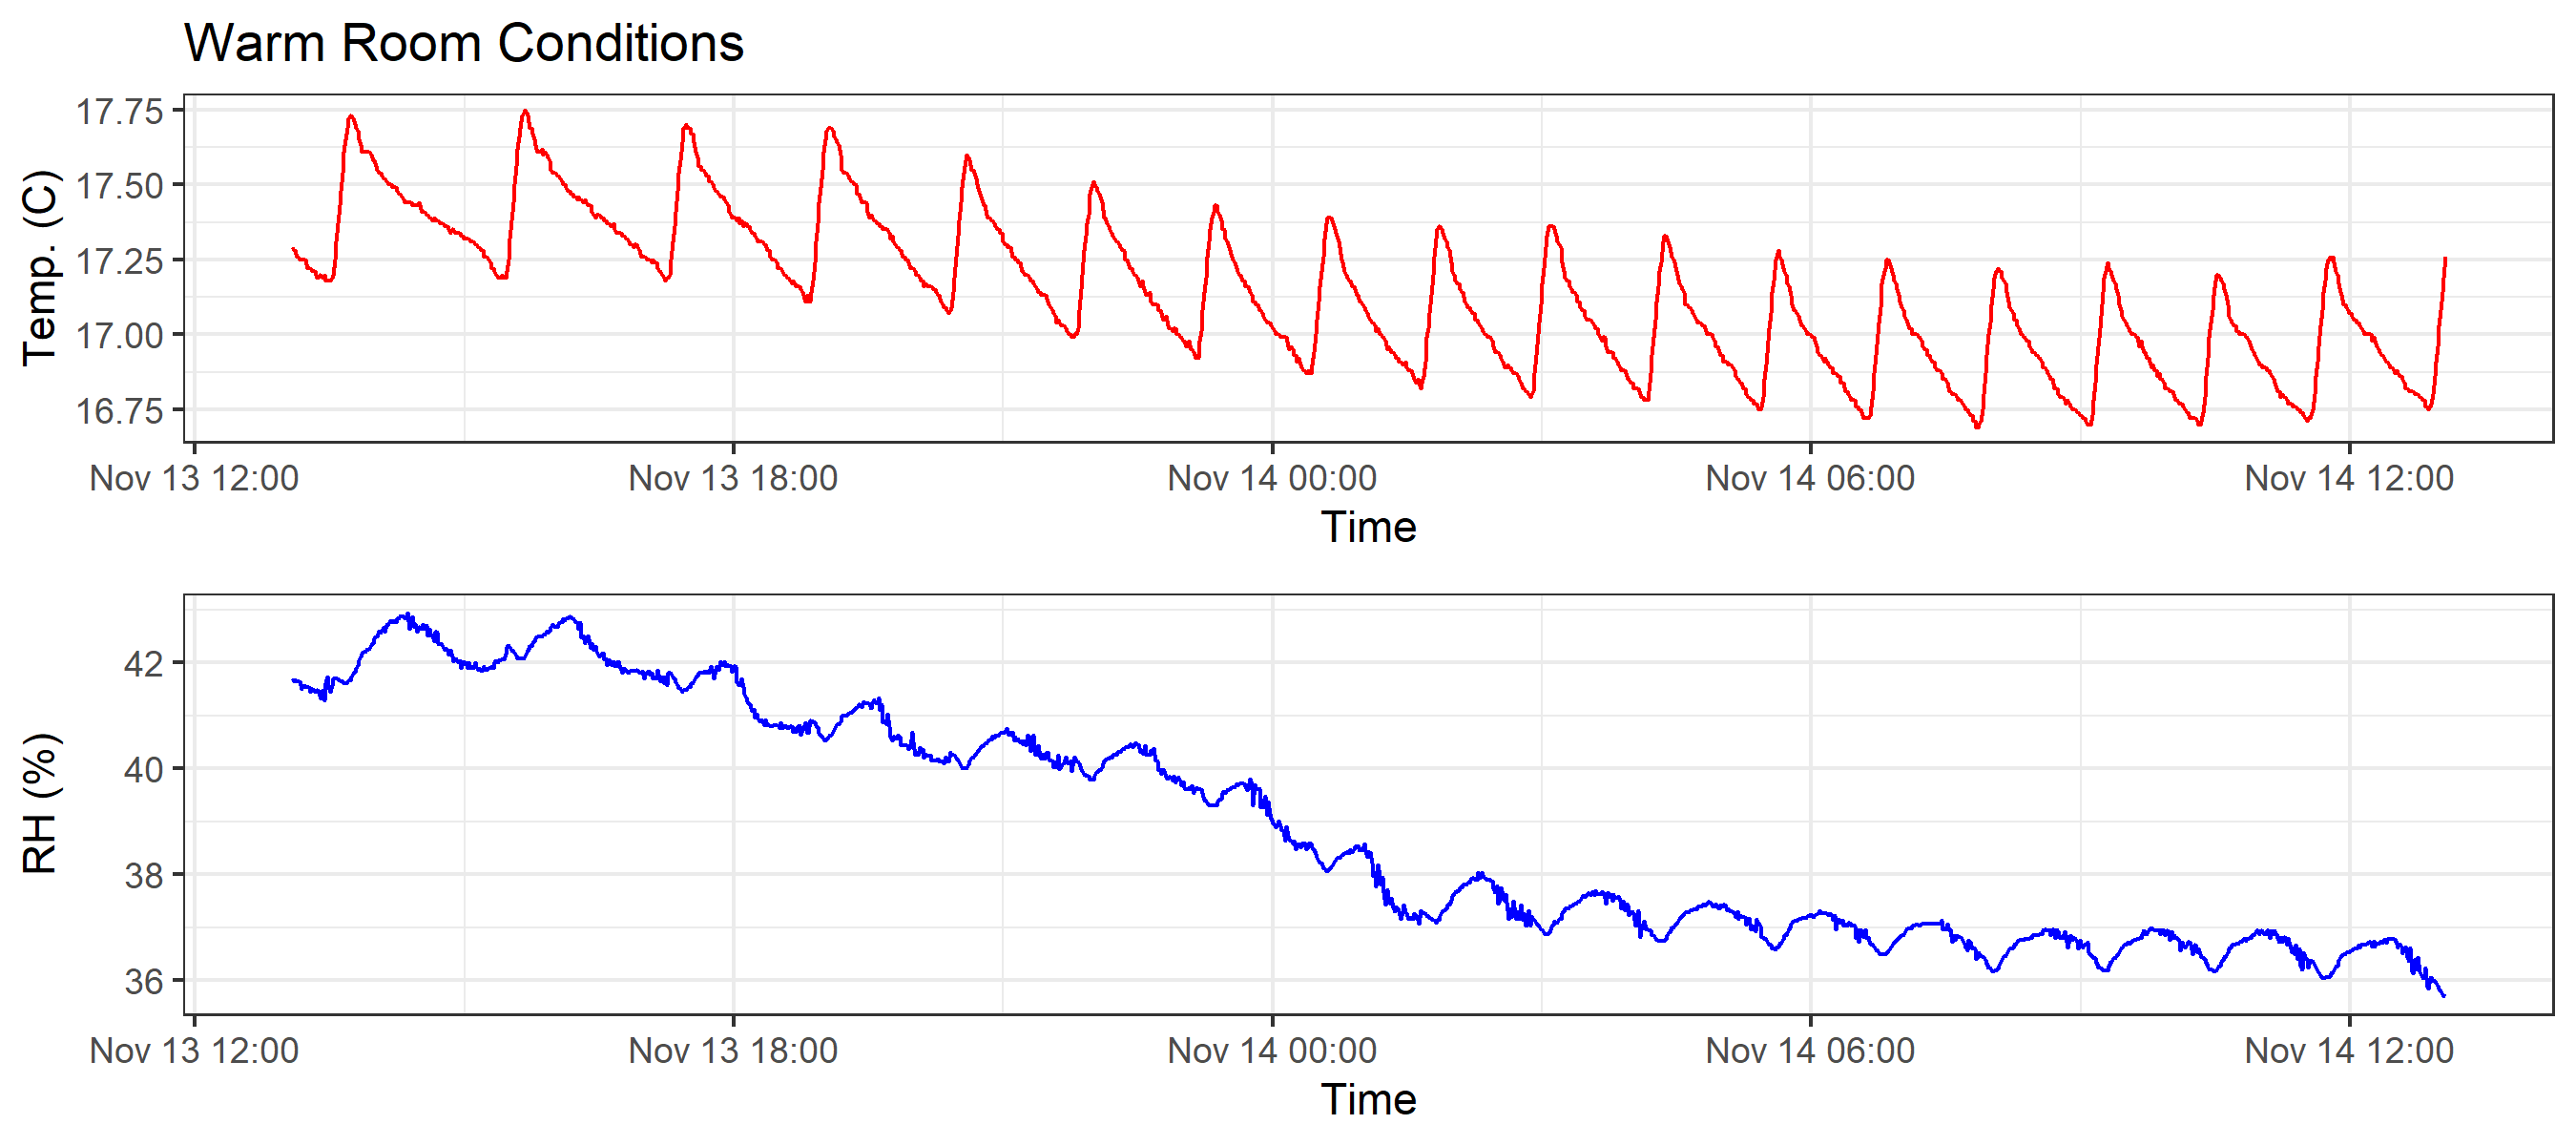 Warm Room Conditions
Temp. (C)
17.75
17.50
17.25
17.00
16.75
Nov 13 12:00 Nov 13 18:00 Nov 14 00:00 Nov 14 06:00 Nov 14 12:00
Time
RH (%)
42
40
38
36
Nov 13 12:00 Nov 13 18:00 Nov 14 00:00 Nov 14 06:00 Nov 14 12:00
Time